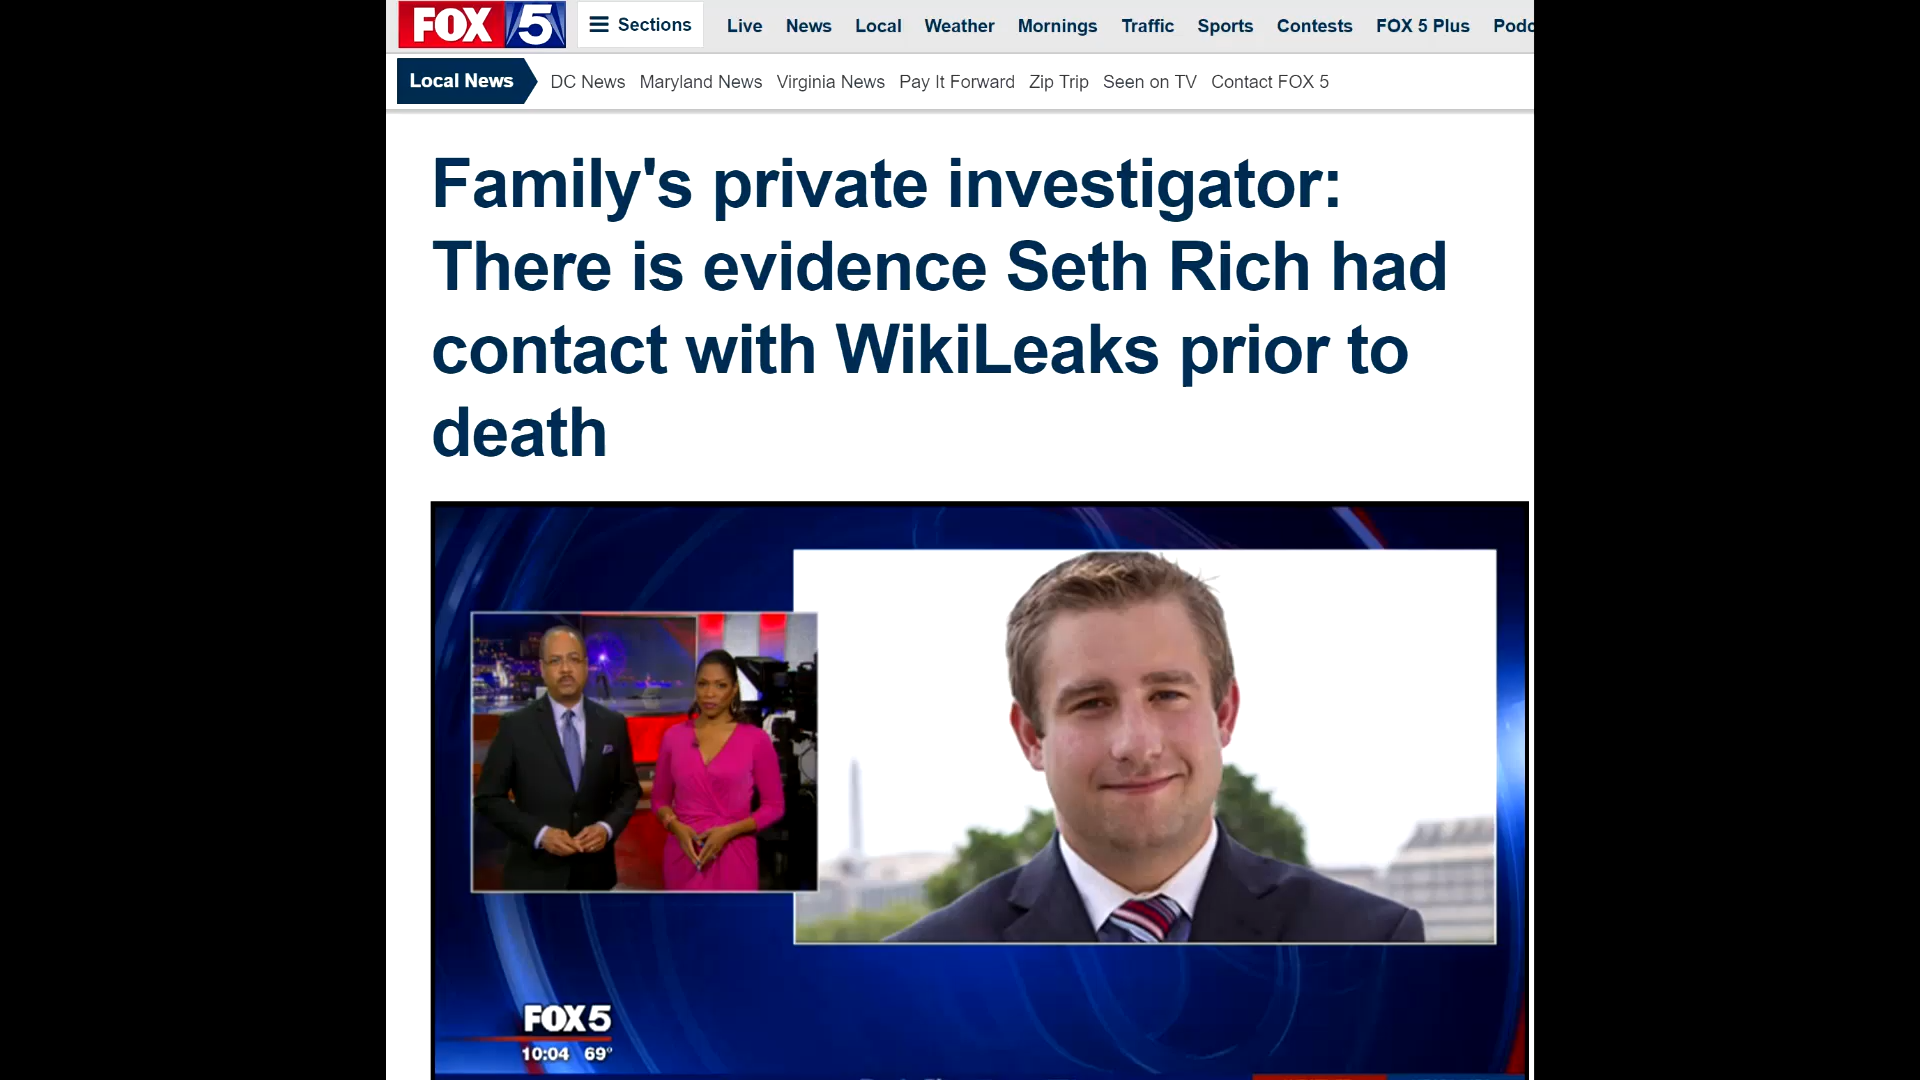 FOX 5
Sections
Live News Local Weather Mornings Traffic Sports Contests FOX 5 Plus
Local News
DC News Maryland News Virginia News Pay It Forward Zip Trip Seen on TV Contact FOX 5
Family's private investigator:
There is evidence Seth Rich had
contact with WikiLeaks prior to
death
FOX 5
10:04 69°